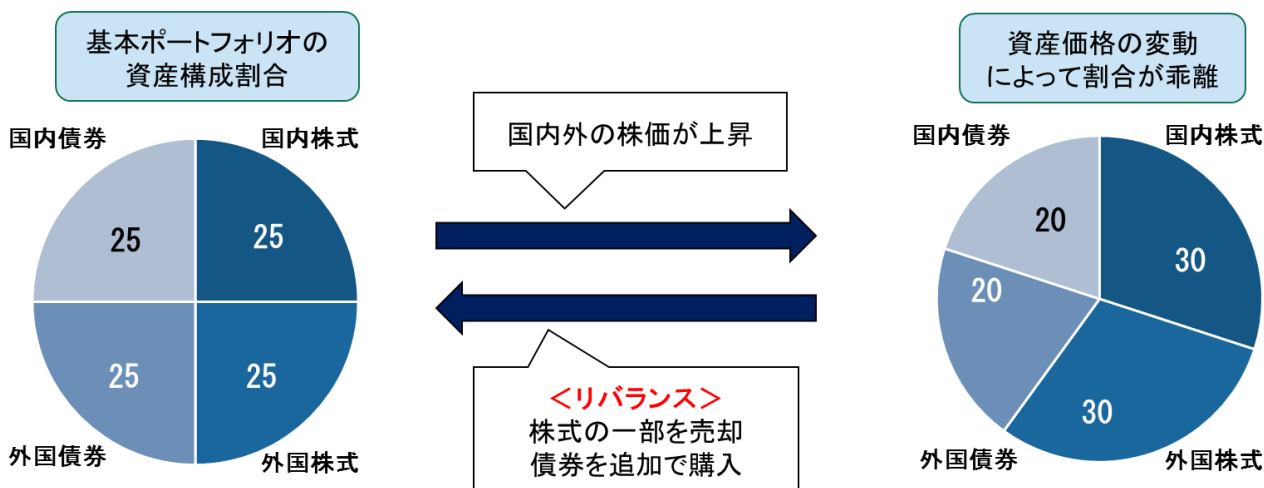 基本ポートフォリオの
資産構成割合
国内債券
国内株式
25
25
25
25
外国債券
外国株式
国内外の株価が上昇
＜リバランス＞
株式の一部を売却
債券を追加で購入
資産価格の変動
によって割合が乖離
国内債券
国内株式
20
30
20
30
外国債券
外国株式